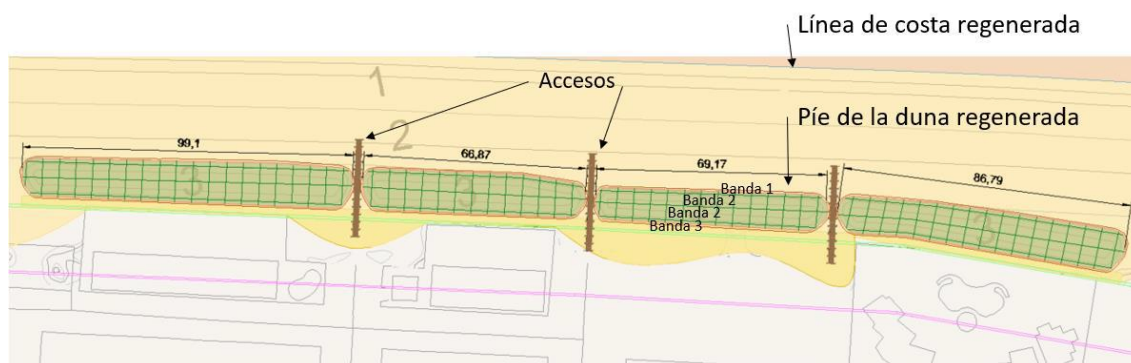 Línea de costa regenerada
1
Accesos
Píe de la duna regenerada
2
99,1
66,87
69,17
86,79
3
3
3
Banda 1
Banda 2
Banda 2
Banda 3